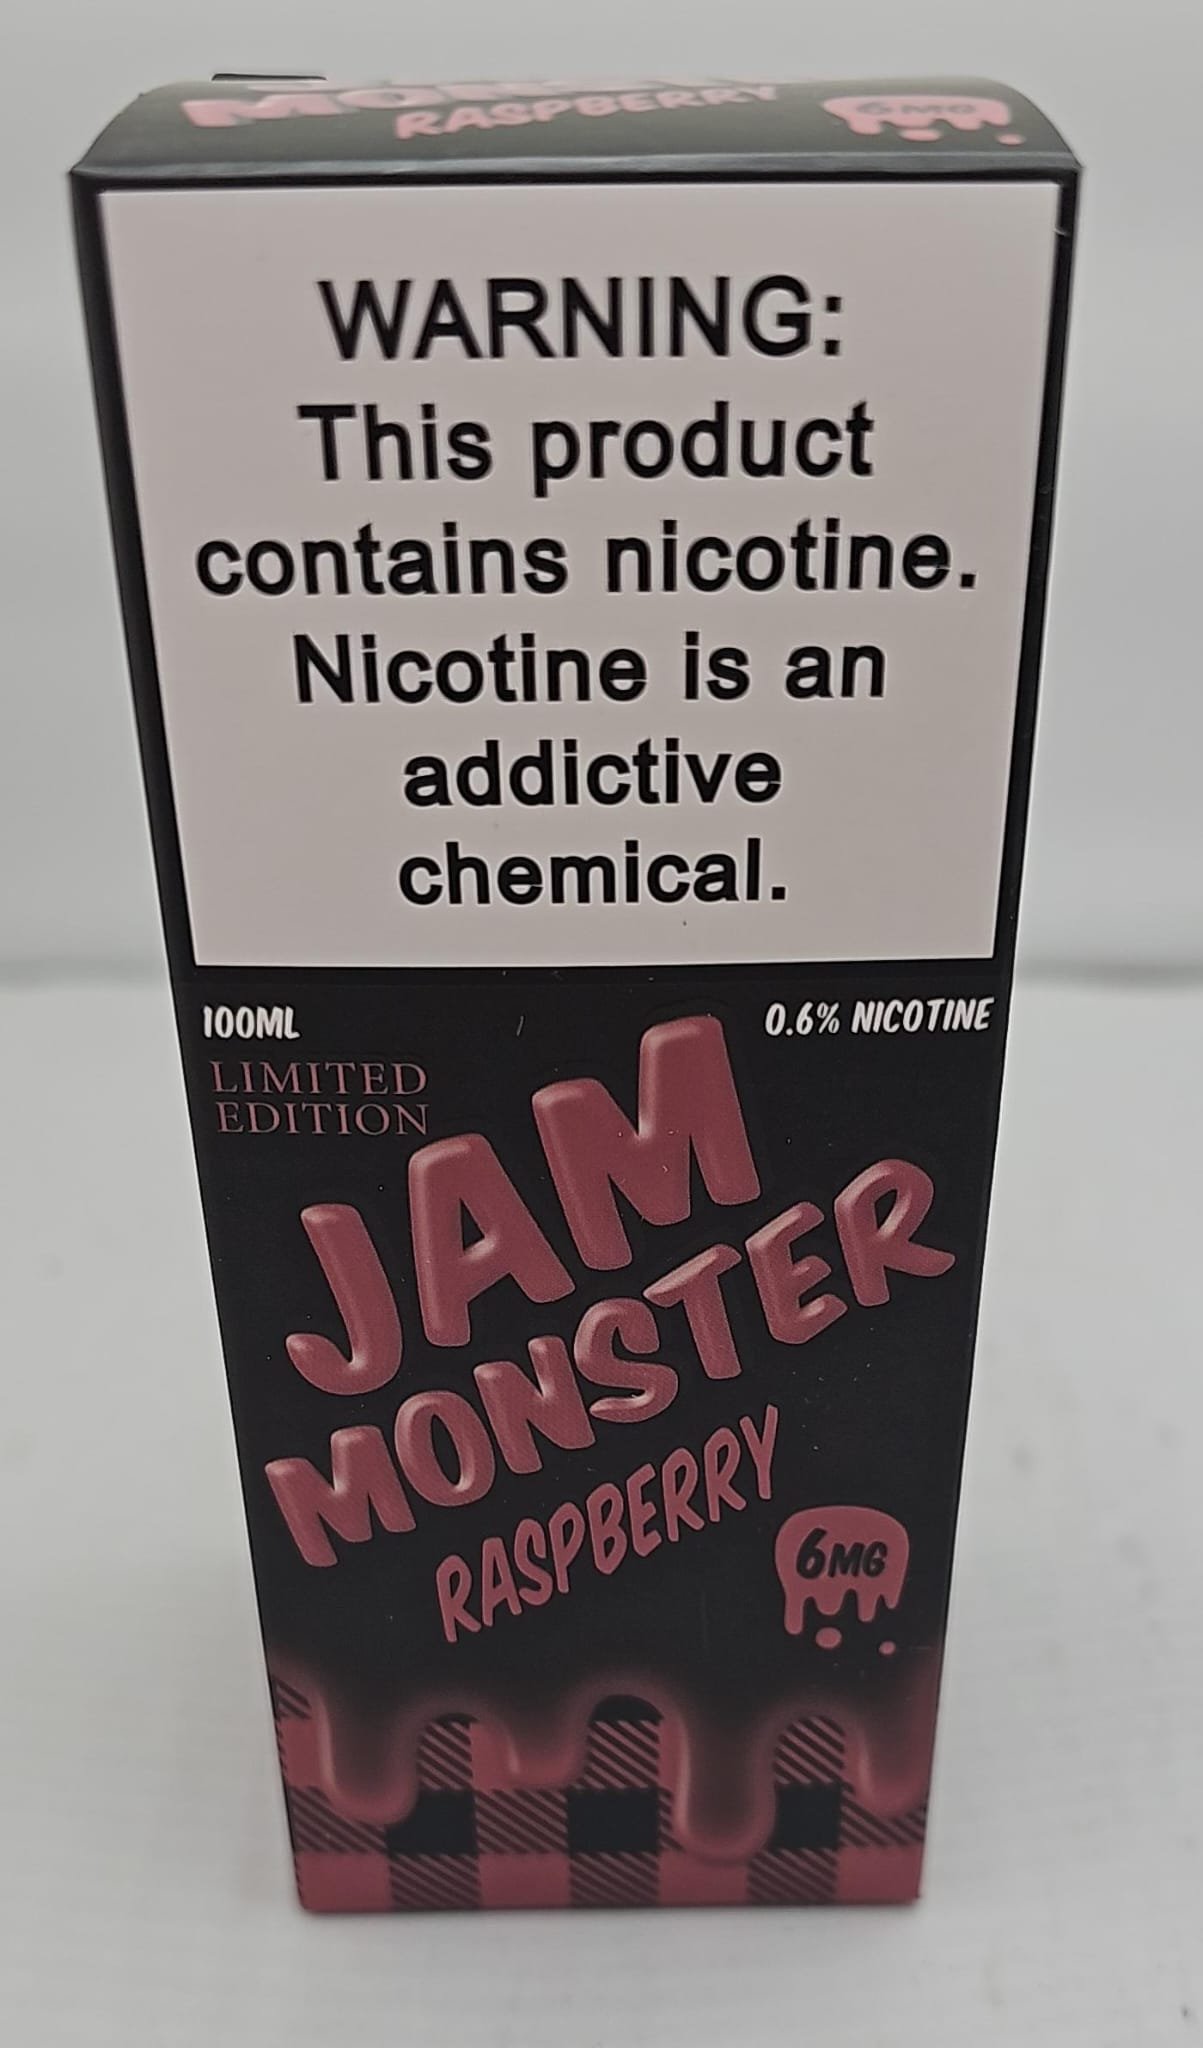 RASPBERRY
6MG
WARNING:
This product
contains nicotine.
Nicotine is an
addictive
chemical.
100ML
0.6% NICOTINE
LIMITED
EDITION
JAM
MONSTER
RASPBERRY
6MG